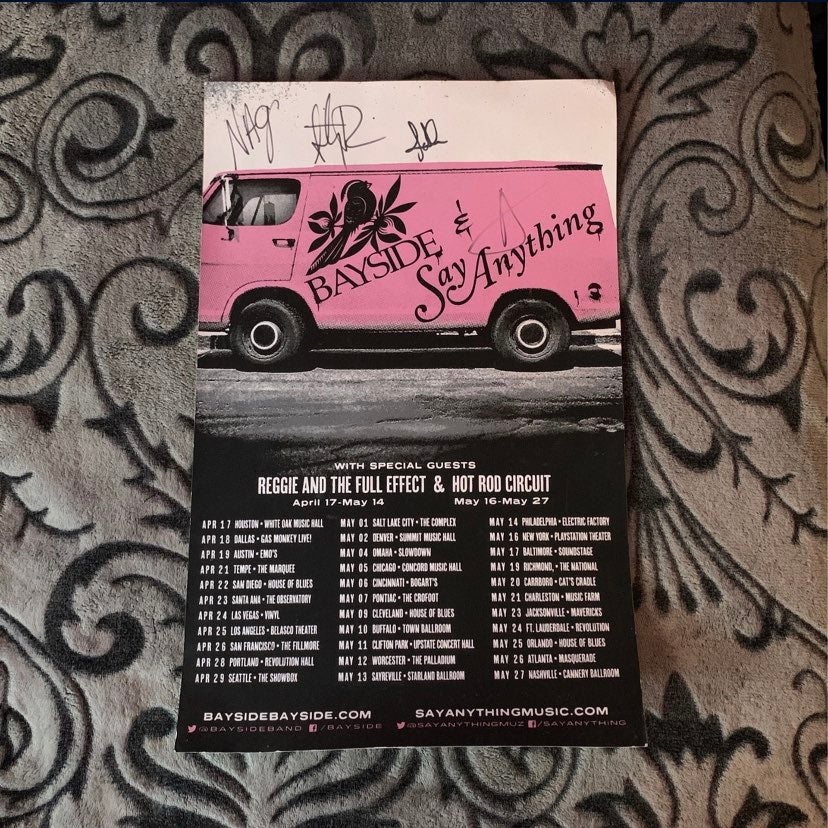 BAYSIDE
&
Say Anything
WITH SPECIAL GUESTS
REGGIE AND THE FULL EFFECT & HOT ROD CIRCUIT
April 17-May 14 May 16-May 27
APR 17 HOUSTON • WHITE OAK MUSIC HALL
APR 18 DALLAS • GAS MONKEY LIVE!
APR 19 AUSTIN • EMO'S
APR 21 TEMPE • THE MARQUEE
APR 22 SAN DIEGO • HOUSE OF BLUES
APR 23 SANTA ANA • THE OBSERVATORY
APR 24 LAS VEGAS • VINYL
APR 25 LOS ANGELES • BELASCO THEATER
APR 26 SAN FRANCISCO • THE FILLMORE
APR 28 PORTLAND • REVOLUTION HALL
APR 29 SEATTLE • THE SHOWBOX
MAY 01 SALT LAKE CITY • THE COMPLEX
MAY 02 DENVER • SUMMIT MUSIC HALL
MAY 04 OMAHA • SLOWDOWN
MAY 05 CHICAGO • CONCORD MUSIC HALL
MAY 06 CINCINNATI • BOGART'S
MAY 07 PONTIAC • THE CROFOOT
MAY 09 CLEVELAND • HOUSE OF BLUES
MAY 10 BUFFALO • TOWN BALLROOM
MAY 11 CLIFTON PARK • UPSTATE CONCERT HALL
MAY 12 WORCESTER • THE PALLADIUM
MAY 13 SAYREVILLE • STARLAND BALLROOM
MAY 14 PHILADELPHIA • ELECTRIC FACTORY
MAY 16 NEW YORK • PLAYSTATION THEATER
MAY 17 BALTIMORE • SOUNDSTAGE
MAY 19 RICHMOND, • THE NATIONAL
MAY 20 CARRBORO • CAT'S CRADLE
MAY 21 CHARLESTON • MUSIC FARM
MAY 23 JACKSONVILLE • MAVERICKS
MAY 24 FT. LAUDERDALE • REVOLUTION
MAY 25 ORLANDO • HOUSE OF BLUES
MAY 26 ATLANTA • MASQUERADE
MAY 27 NASHVILLE • CANNERY BALLROOM
BAYSIDEBAYSIDE.COM SAYANYTHINGMUSIC.COM
@BAYSIDEBAND /BAYSIDE @SAYANYTHINGMUZ /SAYANYTHING